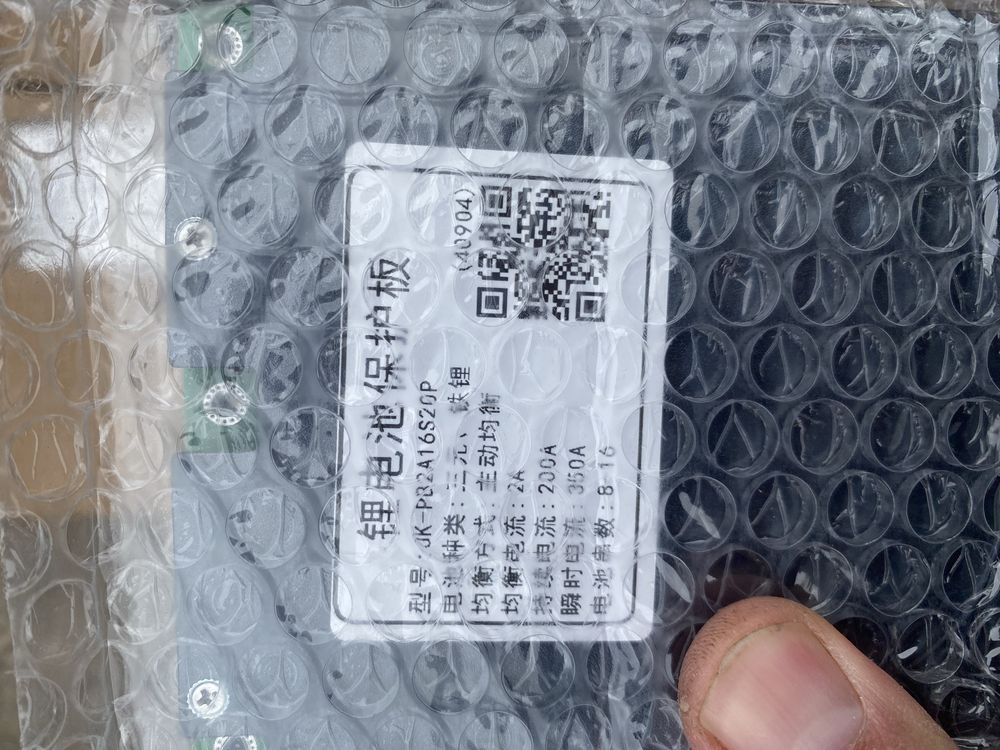 锂电池保护板
(40904)
型号:JK-PB2A16S20P
电池种类:三元、铁锂
均衡方式:主动均衡
均衡电流:2A
持续电流:200A
瞬时电流:350A
电池串数:8-16